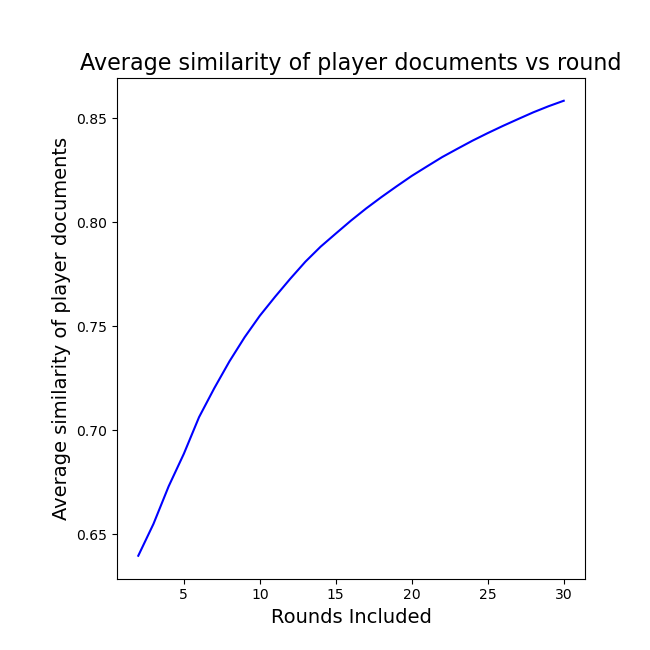 Average similarity of player documents vs round
Average similarity of player documents
0.85
0.80
0.75
0.70
0.65
5 10 15 20 25 30
Rounds Included